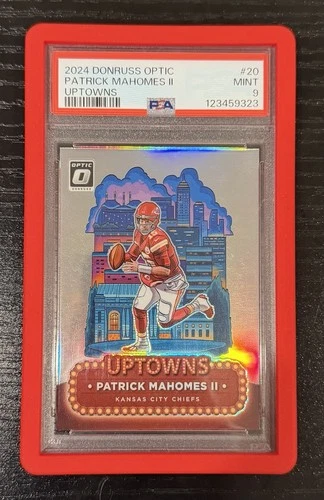 2024 DONRUSS OPTIC #20
PATRICK MAHOMES II MINT
UPTOWNS 9
PSA 123459323
OPTIC
UPTOWNS
• PATRICK MAHOMES II •
KANSAS CITY CHIEFS